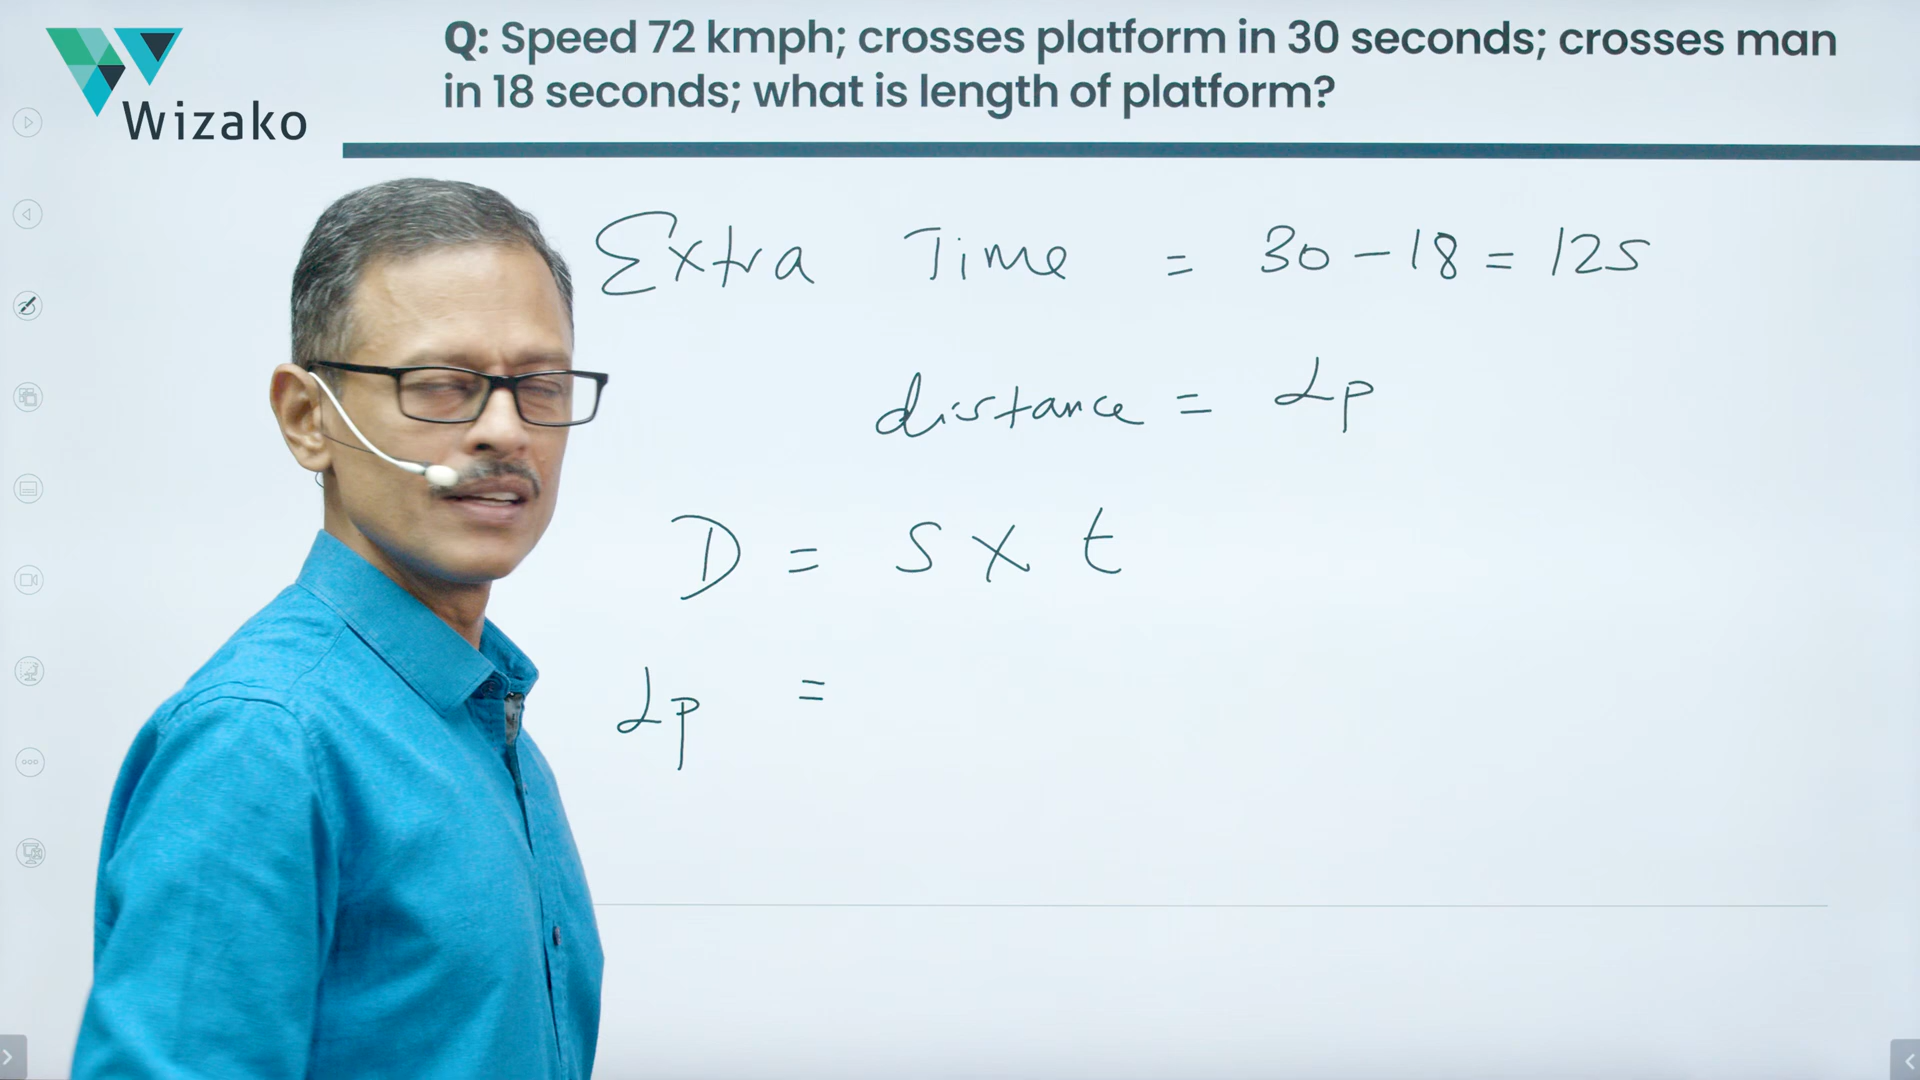 Wizako
Q: Speed 72 kmph; crosses platform in 30 seconds; crosses man
in 18 seconds; what is length of platform?
Extra Time = 30 - 18 = 12s
distance = Lp
D = S x t
Lp =